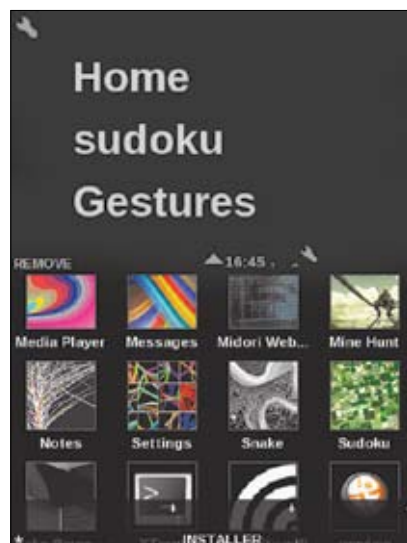 Home
sudoku
Gestures
REMOVE 16:45
Media Player Messages Midori Web... Mine Hunt
Notes Settings Snake Sudoku
INSTALLER